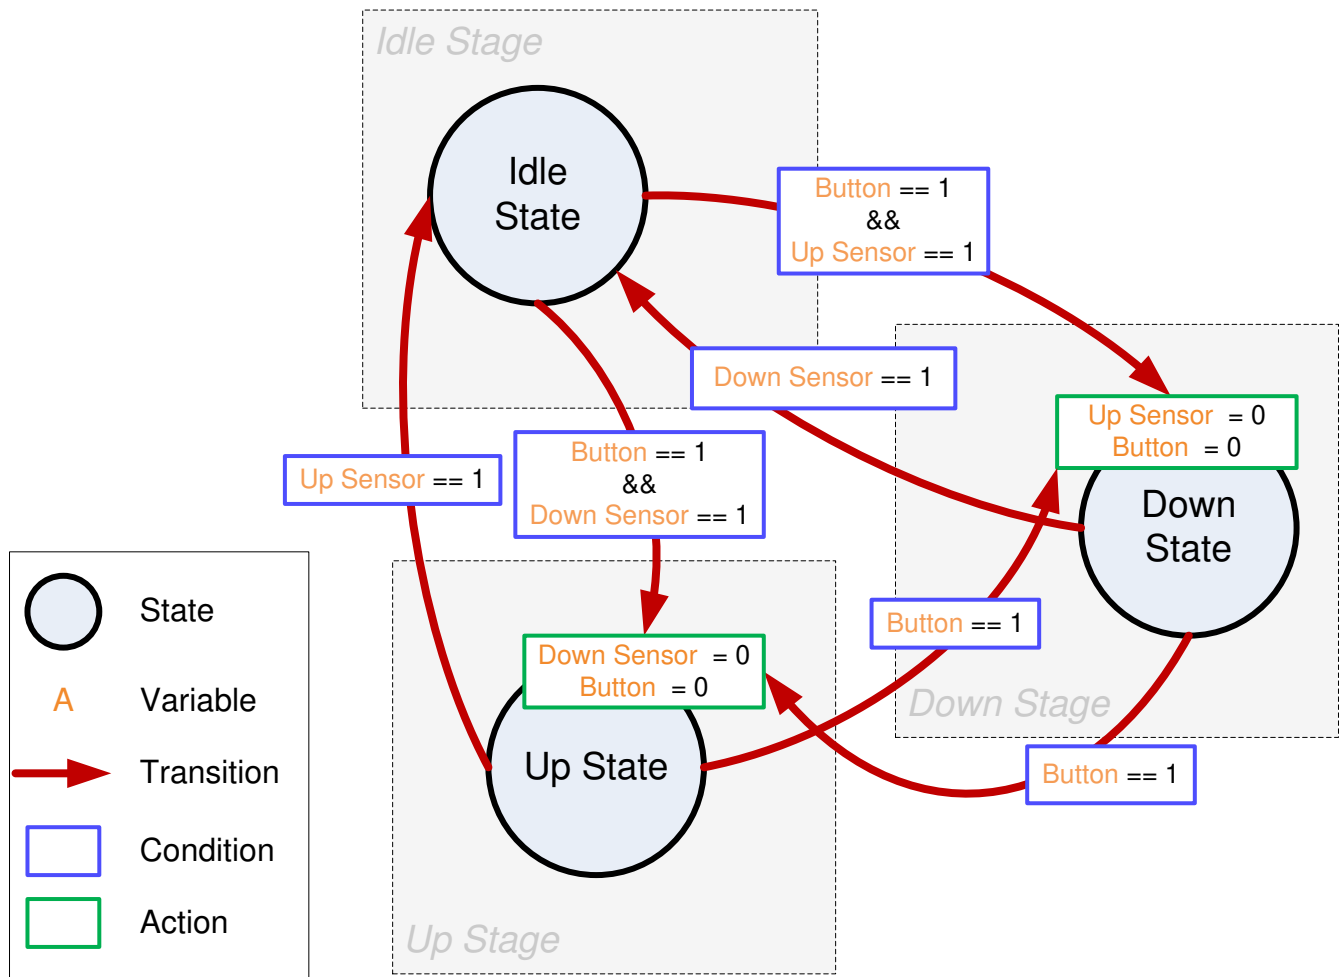 Idle Stage
Idle
State
Button == 1
&&
Up Sensor == 1
Down Sensor == 1
Up Sensor = 0
Button = 0
Up Sensor == 1
Button == 1
&&
Down Sensor == 1
Down
State
State
Button == 1
Down Sensor = 0
Button = 0
A
Variable
Down Stage
Transition
Up State
Button == 1
Condition
Action
Up Stage